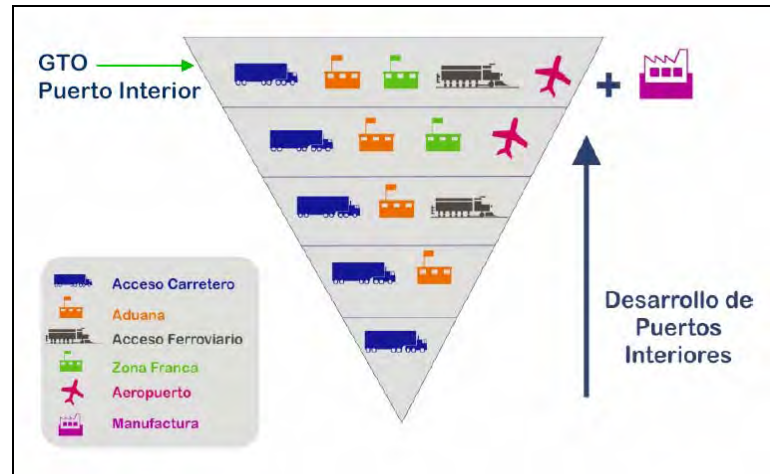 GTO
Puerto Interior
Acceso Carretero
Aduana
Acceso Ferroviario
Zona Franca
Aeropuerto
Manufactura
Desarrollo de
Puertos
Interiores